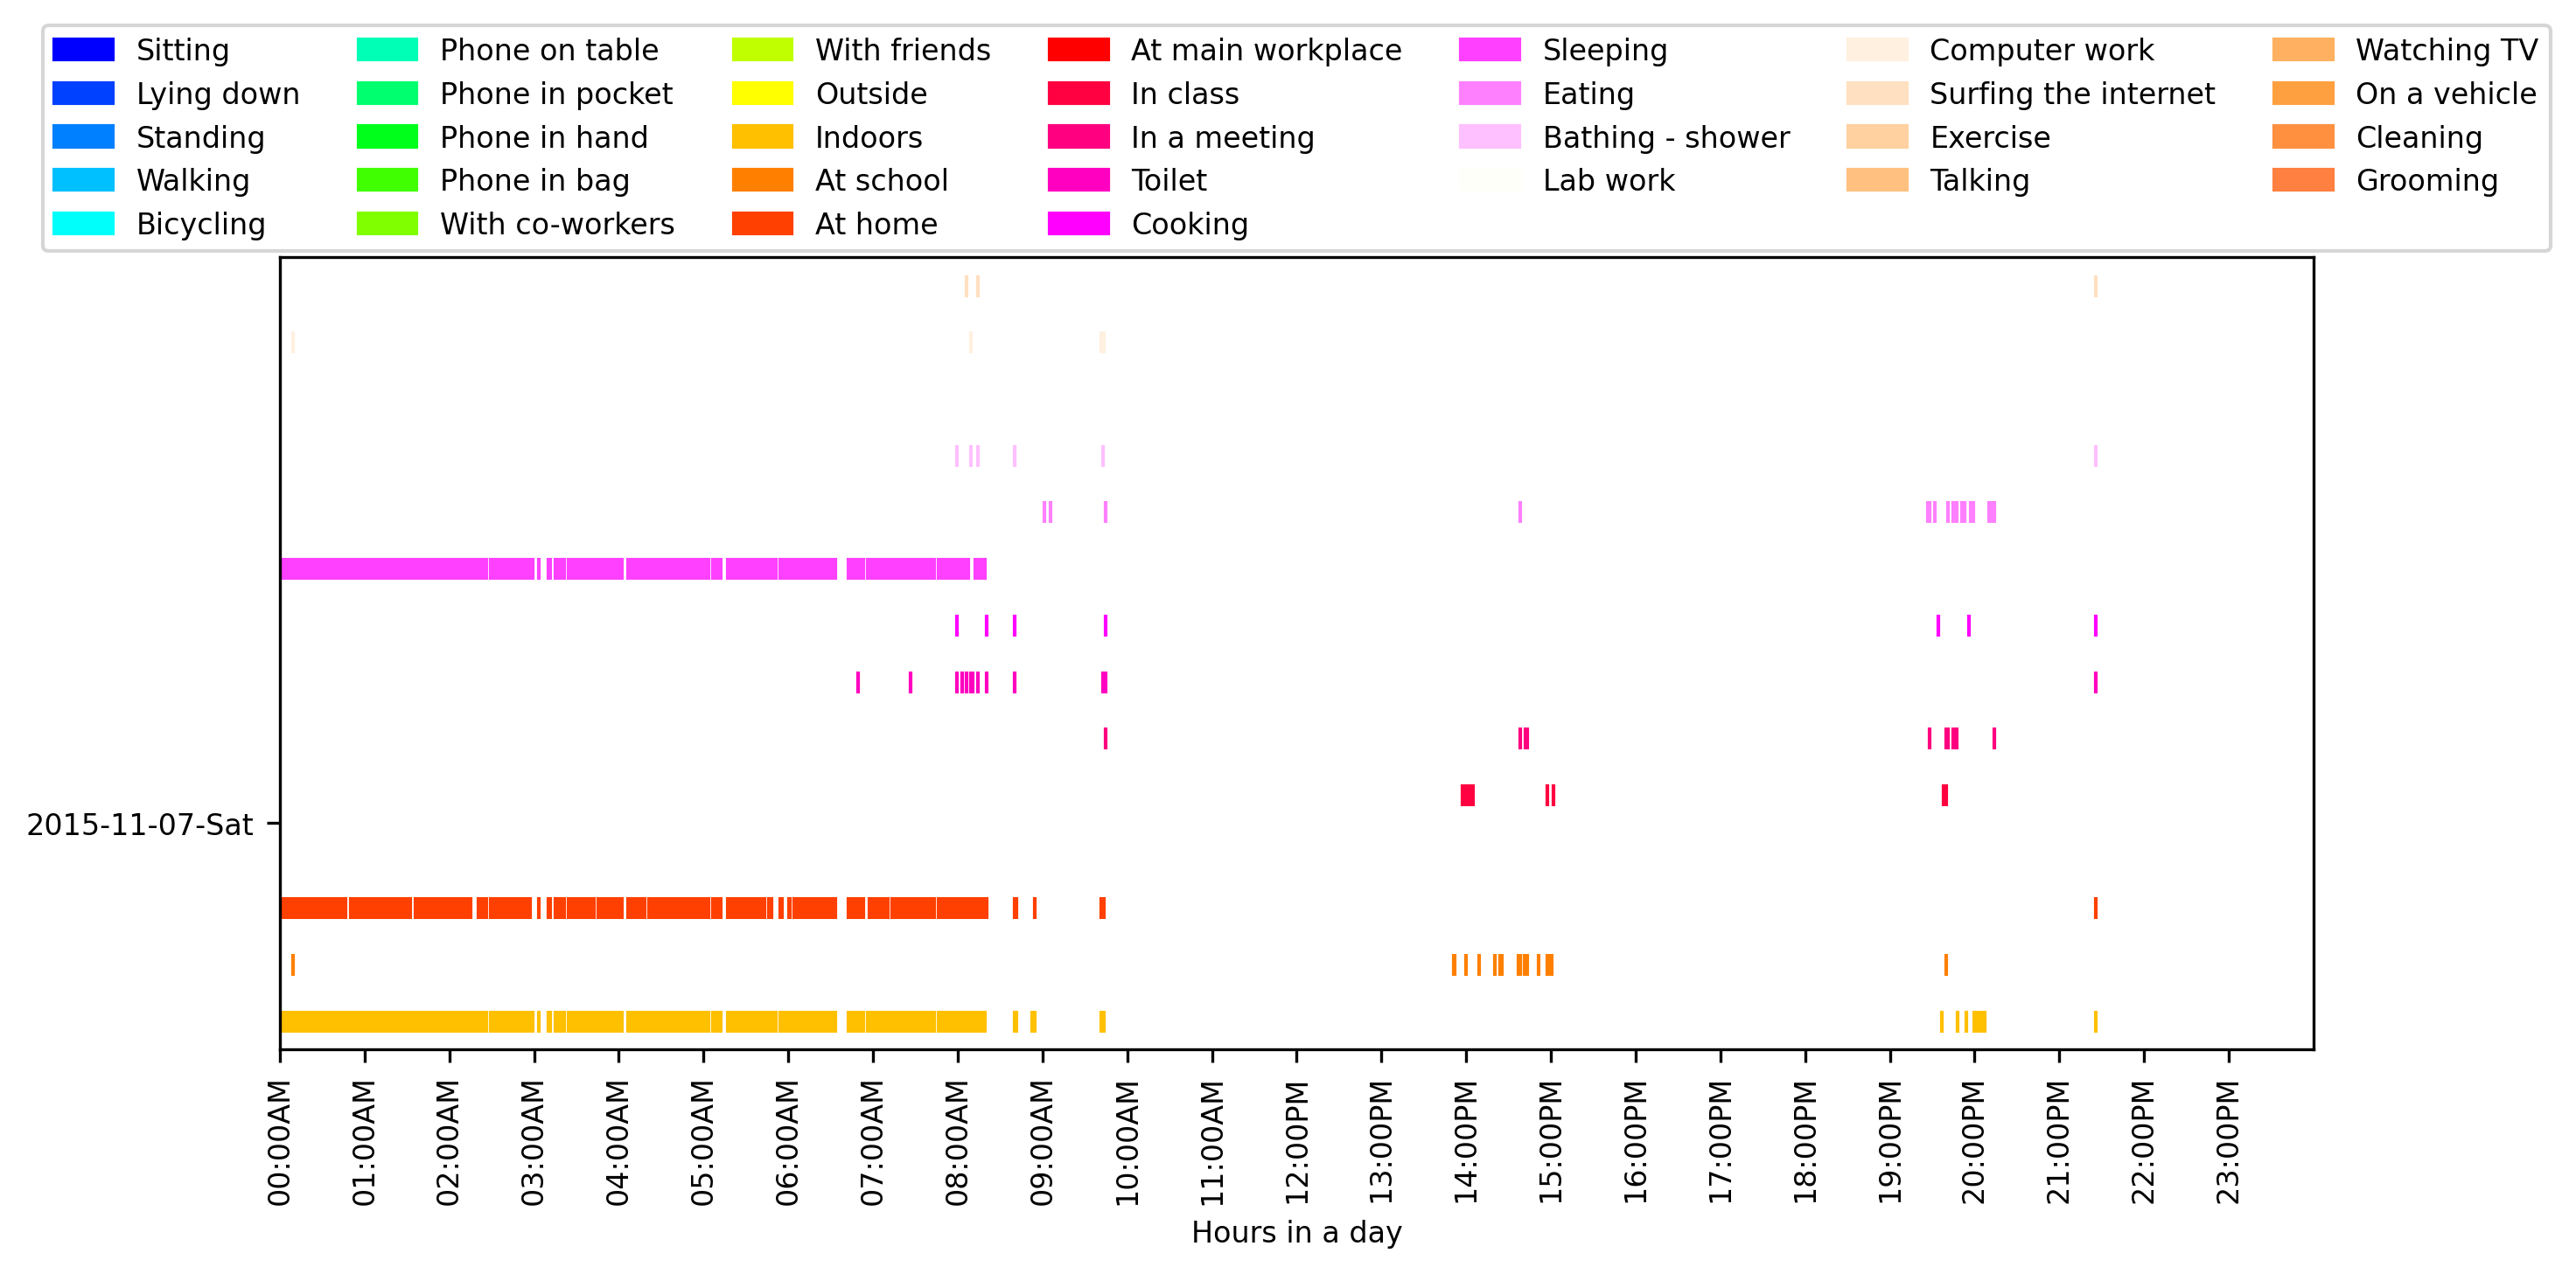 Sitting
Lying down
Standing
Walking
Bicycling
Phone on table
Phone in pocket
Phone in hand
Phone in bag
With co-workers
With friends
Outside
Indoors
At school
At home
At main workplace
In class
In a meeting
Toilet
Cooking
Sleeping
Eating
Bathing - shower
Lab work
Computer work
Surfing the internet
Exercise
Talking
Watching TV
On a vehicle
Cleaning
Grooming
2015-11-07-Sat
00:00AM
01:00AM
02:00AM
03:00AM
04:00AM
05:00AM
06:00AM
07:00AM
08:00AM
09:00AM
10:00AM
11:00AM
12:00PM
13:00PM
14:00PM
15:00PM
16:00PM
17:00PM
18:00PM
19:00PM
20:00PM
21:00PM
22:00PM
23:00PM
Hours in a day